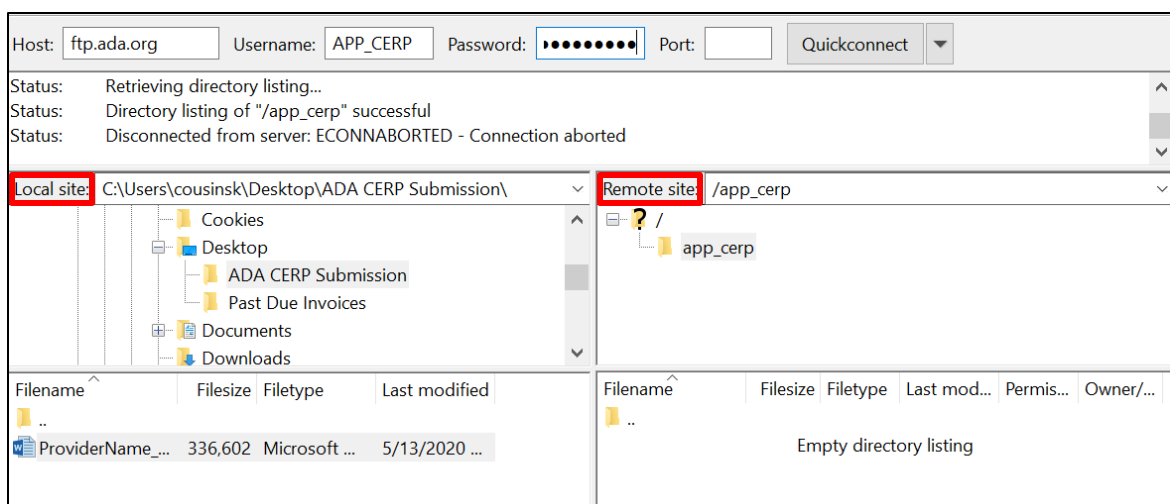 Host: ftp.ada.org Username: APP_CERP Password: ●●●●●●●●● Port: Quickconnect
Status: Retrieving directory listing...
Status: Directory listing of "/app_cerp" successful
Status: Disconnected from server: ECONNABORTED - Connection aborted
Local site: C:\Users\cousinsk\Desktop\ADA CERP Submission\
Cookies
Desktop
ADA CERP Submission
Past Due Invoices
Documents
Downloads
Remote site: /app_cerp
? /
app_cerp
Filename Filesize Filetype Last modified
..
ProviderName_... 336,602 Microsoft ... 5/13/2020 ...
Filename Filesize Filetype Last mod... Permis... Owner/...
..
Empty directory listing